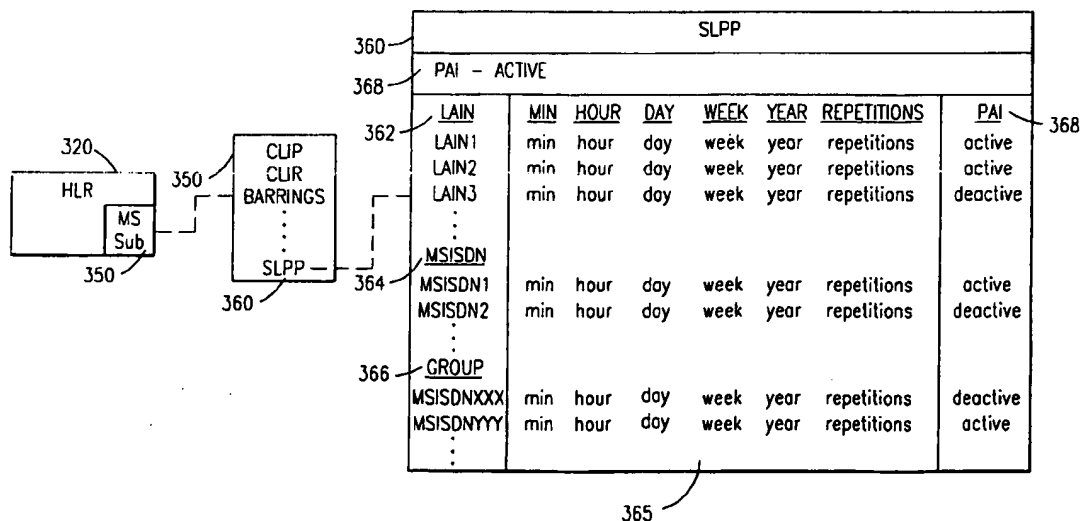 320
HLR
MS
Sub
350
350
CLIP
CLIR
BARRINGS
SLPP
360
360
SLPP
368
PAI - ACTIVE
362
LAIN MIN HOUR DAY WEEK YEAR REPETITIONS PAI
368
LAIN1 min hour day week year repetitions active
LAIN2 min hour day week year repetitions active
LAIN3 min hour day week year repetitions deactive
364
MSISDN
MSISDN1 min hour day week year repetitions active
MSISDN2 min hour day week year repetitions deactive
366
GROUP
MSISDNXXX min hour day week year repetitions deactive
MSISDNYYY min hour day week year repetitions active
365